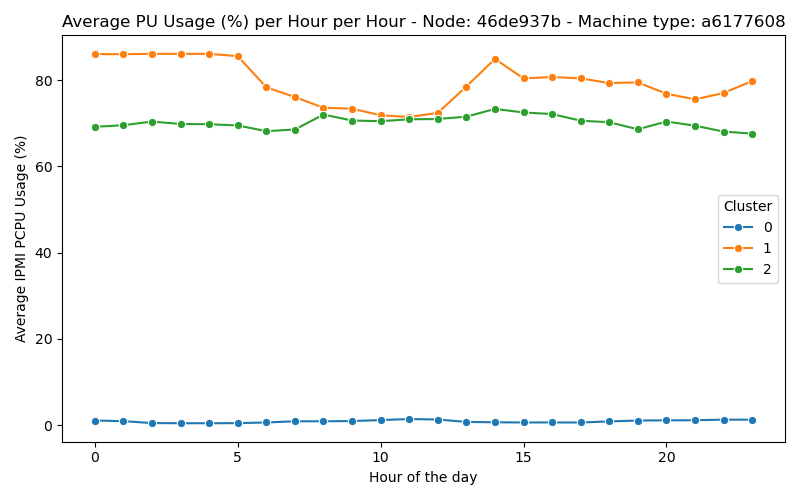 Average PU Usage (%) per Hour per Hour - Node: 46de937b - Machine type: a6177608
Average IPMI PCPU Usage (%)
80
60
40
20
0
Cluster
0
1
2
0 5 10 15 20
Hour of the day